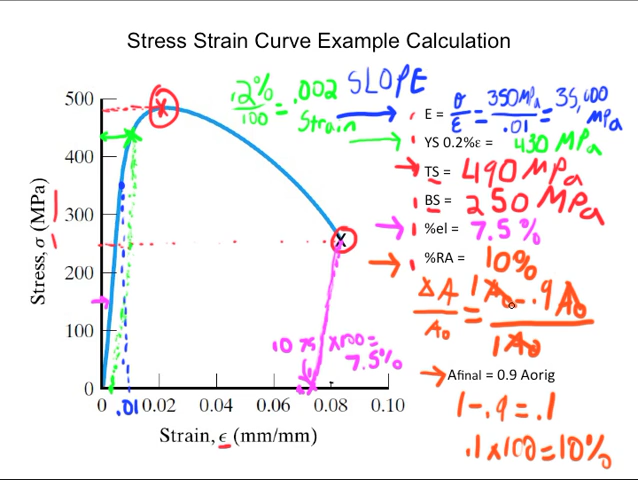 Stress Strain Curve Example Calculation
.2%/100 = .002 Strain
SLOPE
E = σ/ε = 350MPa/.01 = 35,000 MPa
YS 0.2%ε = 430 MPa
TS = 490 MPa
BS = 250 MPa
%el = 7.5%
%RA = 10%
ΔA/A₀ = 1A₀ - .9A₀/1A₀
Afinal = 0.9 Aorig
1 - .9 = .1
.1 x 100 = 10%
.075 x100 =
7.5%
Stress, σ (MPa)
500
400
300
200
100
0
0 0.02 0.04 0.06 0.08 0.10
.01
Strain, ϵ (mm/mm)
X
X